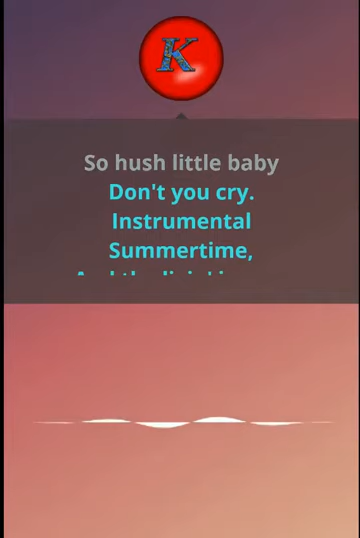 K
So hush little baby
Don't you cry.
Instrumental
Summertime,